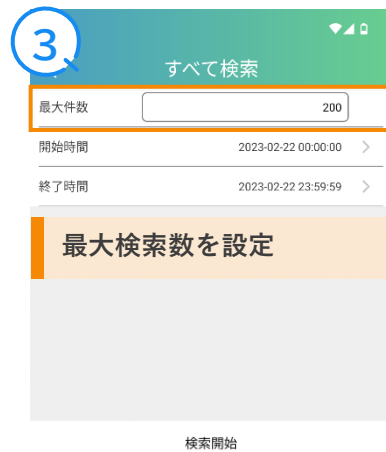 3
すべて検索
最大件数 200
開始時間 2023-02-22 00:00:00
終了時間 2023-02-22 23:59:59
最大検索数を設定
検索開始